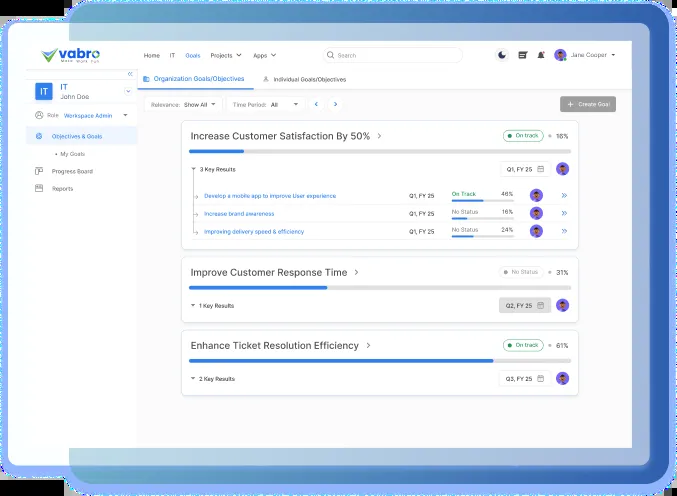 vabro
More Work Fun
Home IT Goals Projects Apps Search Jane Cooper
Organization Goals/Objectives Individual Goals/Objectives
IT
IT
John Doe
Role Workspace Admin
Objectives & Goals
My Goals
Progress Board
Reports
Relevance: Show All Time Period: All + Create Goal
Increase Customer Satisfaction By 50% > On track 16%
3 Key Results Q1, FY 25
Develop a mobile app to improve User experience Q1, FY 25 On Track 46%
Increase brand awareness Q1, FY 25 No Status 16%
Improving delivery speed & efficiency Q1, FY 25 No Status 24%
Improve Customer Response Time > No Status 31%
1 Key Results Q2, FY 25
Enhance Ticket Resolution Efficiency > On track 61%
2 Key Results Q3, FY 25